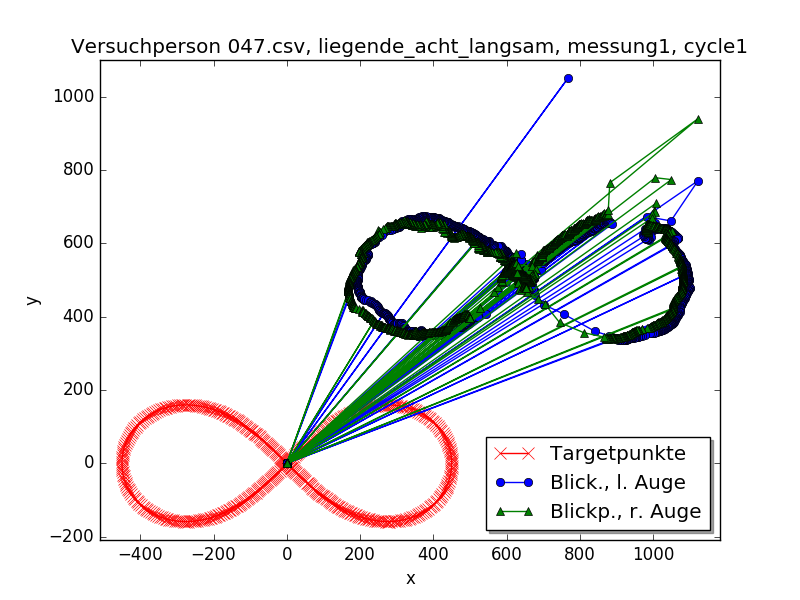 Versuchperson 047.csv, liegende_acht_langsam, messung1, cycle1
y
1000
800
600
400
200
0
−200
−400 −200 0 200 400 600 800 1000
x
Targetpunkte
Blick., l. Auge
Blickp., r. Auge